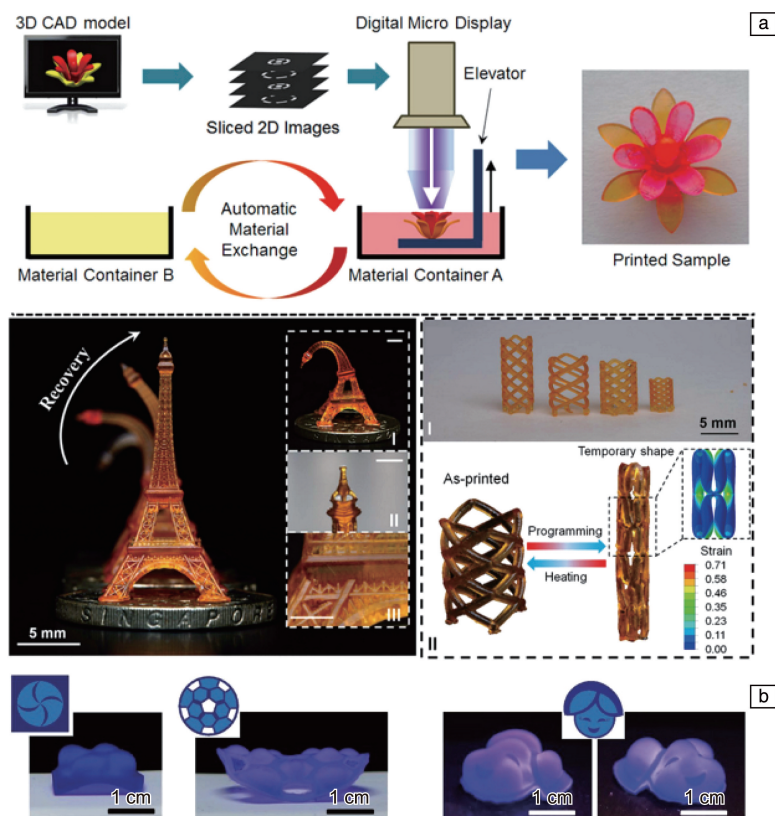 a
3D CAD model
Digital Micro Display
Elevator
Sliced 2D Images
Automatic
Material
Exchange
Material Container B
Material Container A
Printed Sample
Recovery
I
II
III
SINGAPORE
5 mm
I
5 mm
Temporary shape
As-printed
Programming
Heating
Strain
0.71
0.58
0.46
0.35
0.23
0.11
0.00
II
b
1 cm
1 cm
1 cm
1 cm